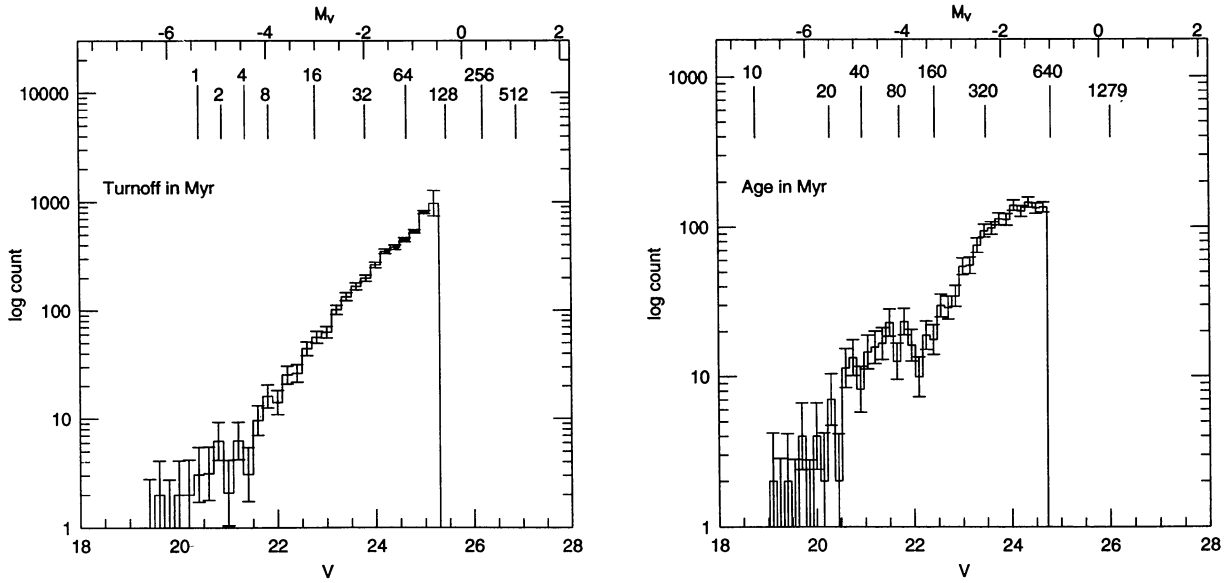 M_V
-6 -4 -2 0 2
1 4 16 64 256
2 8 32 128 512
10000
1000
100
10
1
log count
Turnoff in Myr
18 20 22 24 26 28
V
M_V
-6 -4 -2 0 2
10 40 160 640
20 80 320 1279
1000
100
10
1
log count
Age in Myr
18 20 22 24 26 28
V